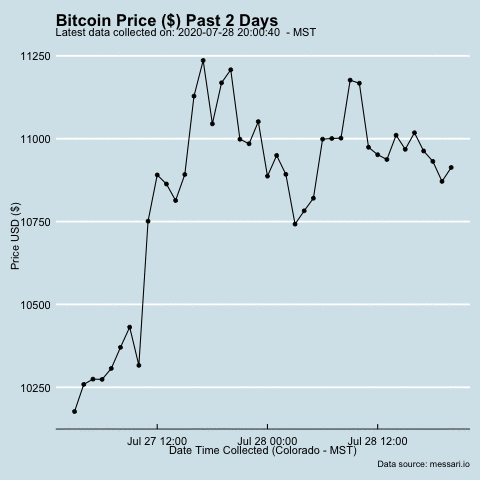 Bitcoin Price ($) Past 2 Days
Latest data collected on: 2020-07-28 20:00:40  - MST
11250
11000
10750
10500
10250
Price USD ($)
Jul 27 12:00 Jul 28 00:00 Jul 28 12:00
Date Time Collected (Colorado - MST)
Data source: messari.io